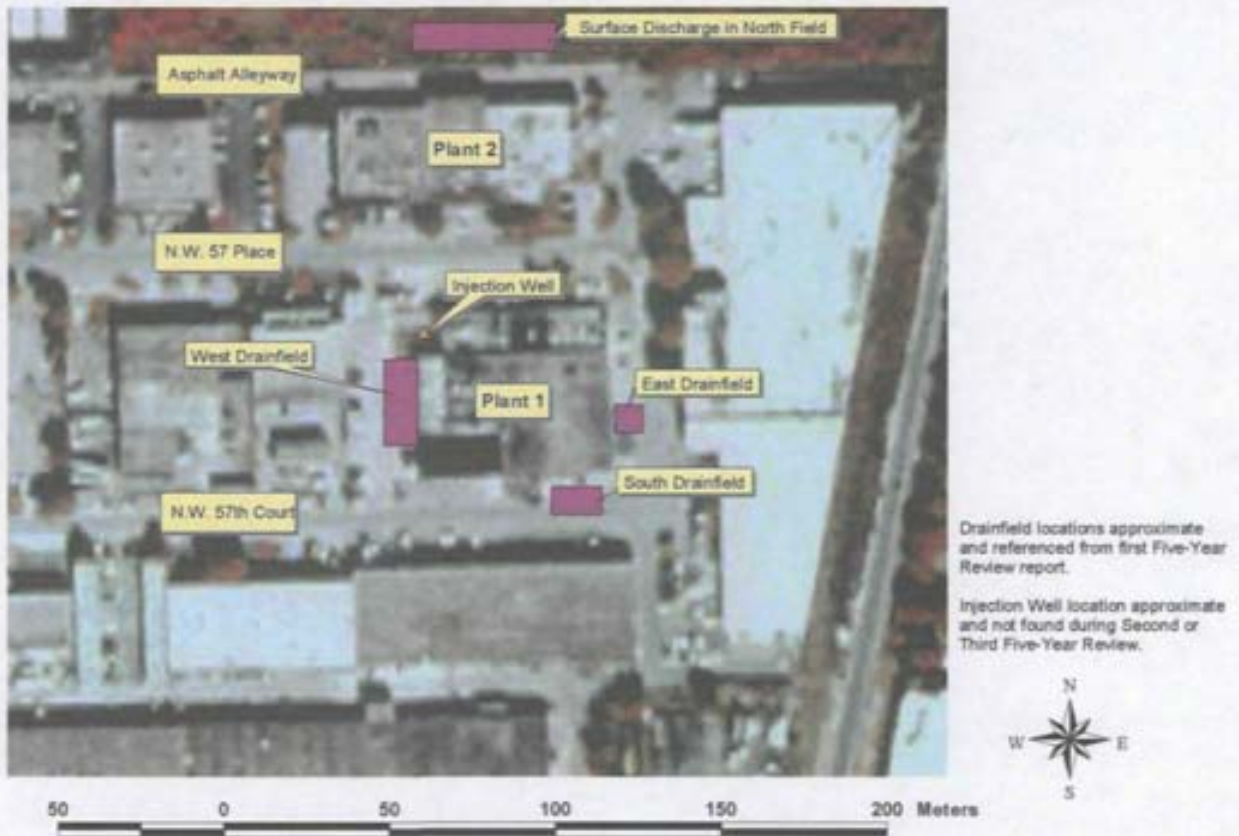 Surface Discharge in North Field
Asphalt Alleyway
Plant 2
N.W. 57 Place
Injection Well
West Drainfield
Plant 1
East Drainfield
South Drainfield
N.W. 57th Court
Drainfield locations approximate
and referenced from first Five-Year
Review report.
Injection Well location approximate
and not found during Second or
Third Five-Year Review.
N
W E
S
50 0 50 100 150 200 Meters